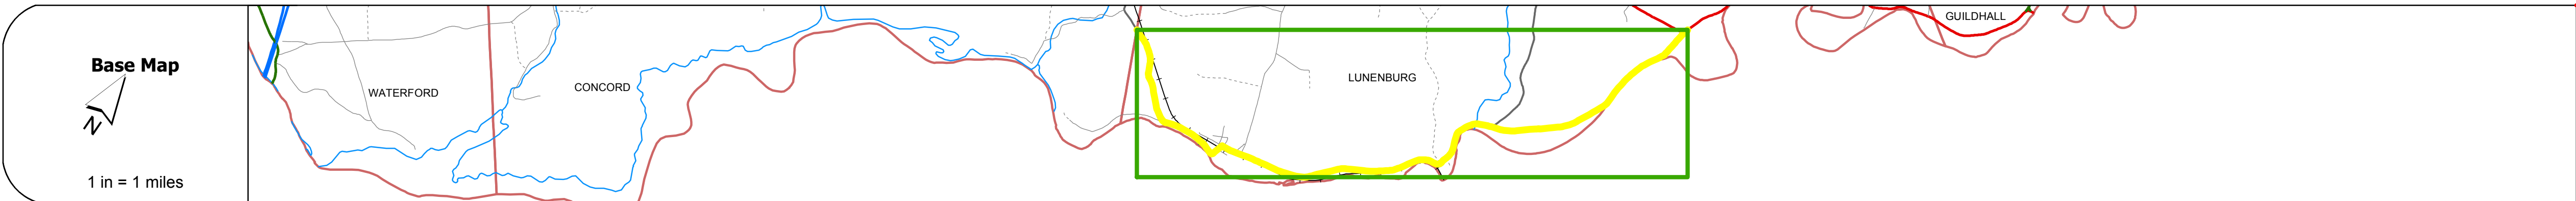 Base Map
N
1 in = 1 miles
WATERFORD
CONCORD
LUNENBURG
GUILDHALL